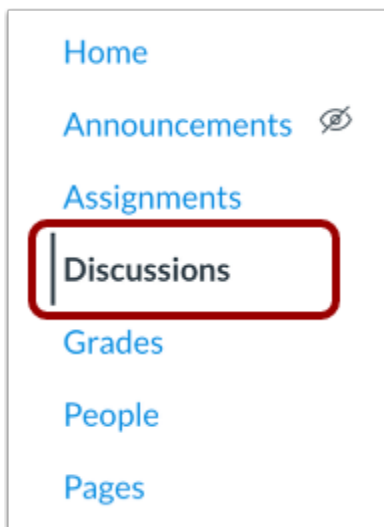 Home
Announcements
Assignments
Discussions
Grades
People
Pages